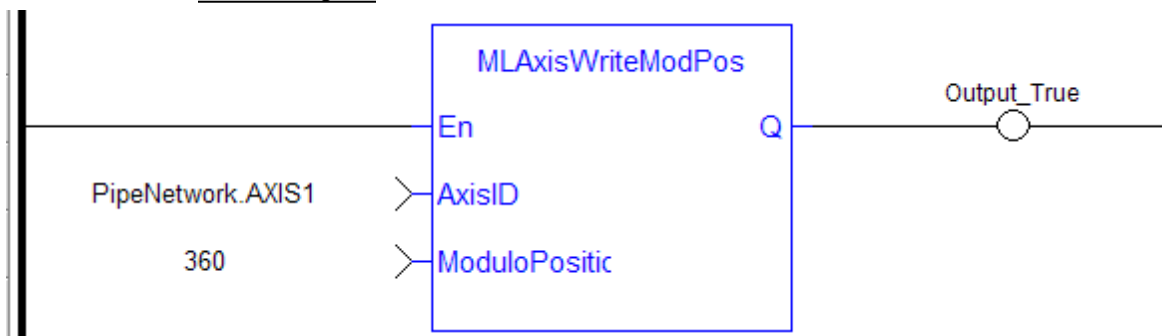 MLAxisWriteModPos
Output_True
En
Q
PipeNetwork.AXIS1
AxisID
360
ModuloPositic